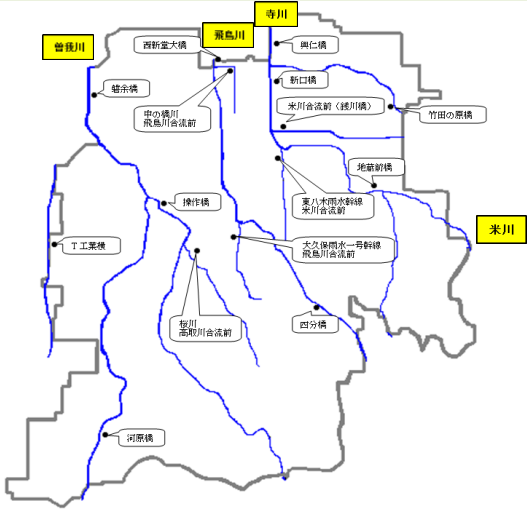 寺川
飛鳥川
曽我川
西新堂大橋
興仁橋
新口橋
磐余橋
中の橋川
飛鳥川合流前
米川合流前（銭川橋）
竹田の原橋
地蔵前橋
東八木雨水幹線
米川合流前
操作橋
米川
T工業横
大久保雨水一号幹線
飛鳥川合流前
桜川
高取川合流前
四分橋
河原橋